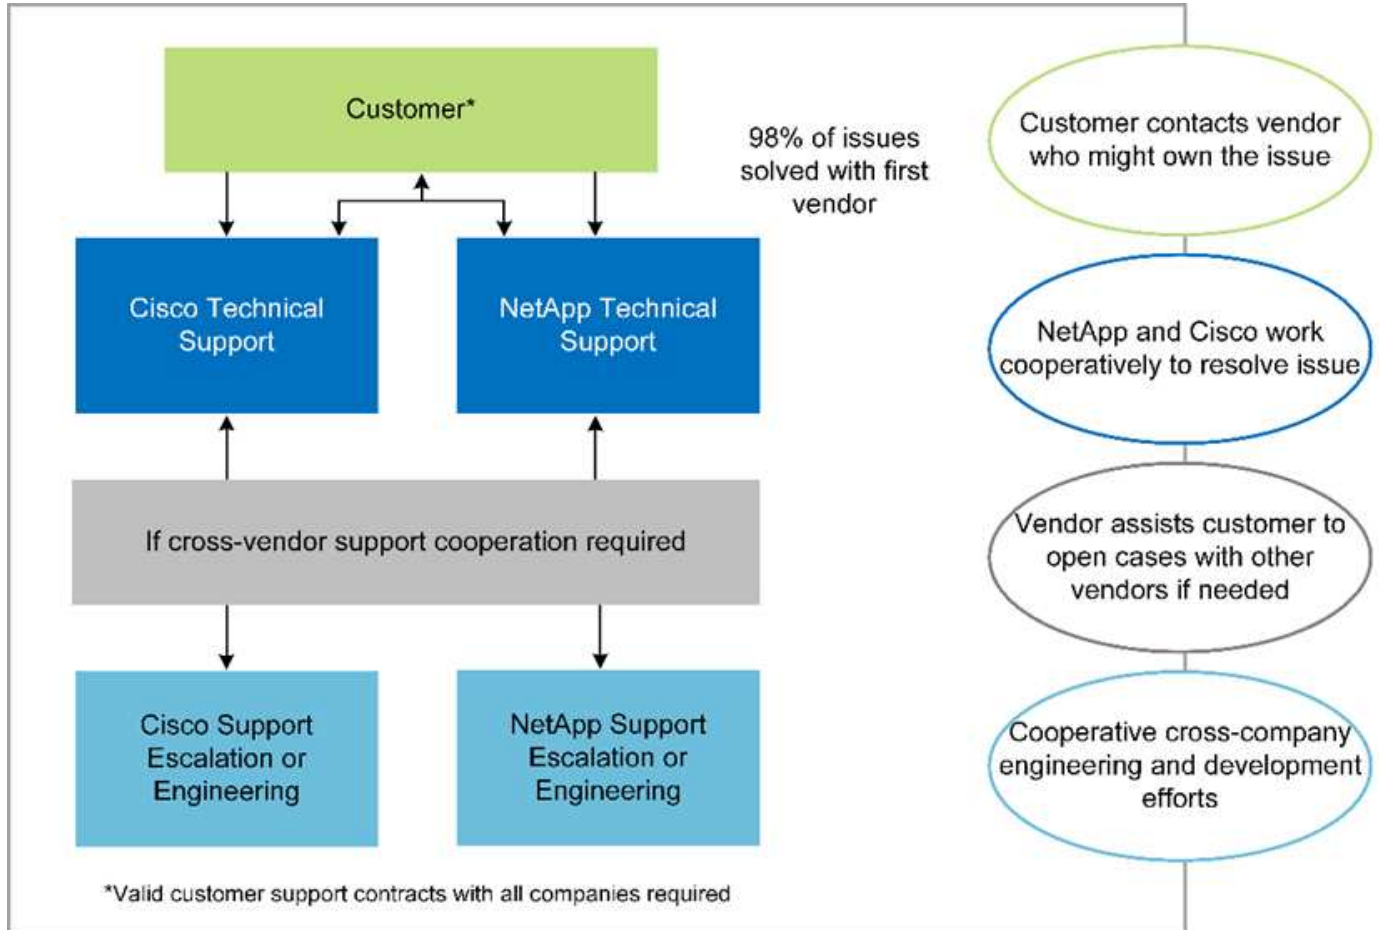 Customer*
98% of issues
solved with first
vendor
Cisco Technical
Support
NetApp Technical
Support
If cross-vendor support cooperation required
Cisco Support
Escalation or
Engineering
NetApp Support
Escalation or
Engineering
*Valid customer support contracts with all companies required
Customer contacts vendor
who might own the issue
NetApp and Cisco work
cooperatively to resolve issue
Vendor assists customer to
open cases with other
vendors if needed
Cooperative cross-company
engineering and development
efforts